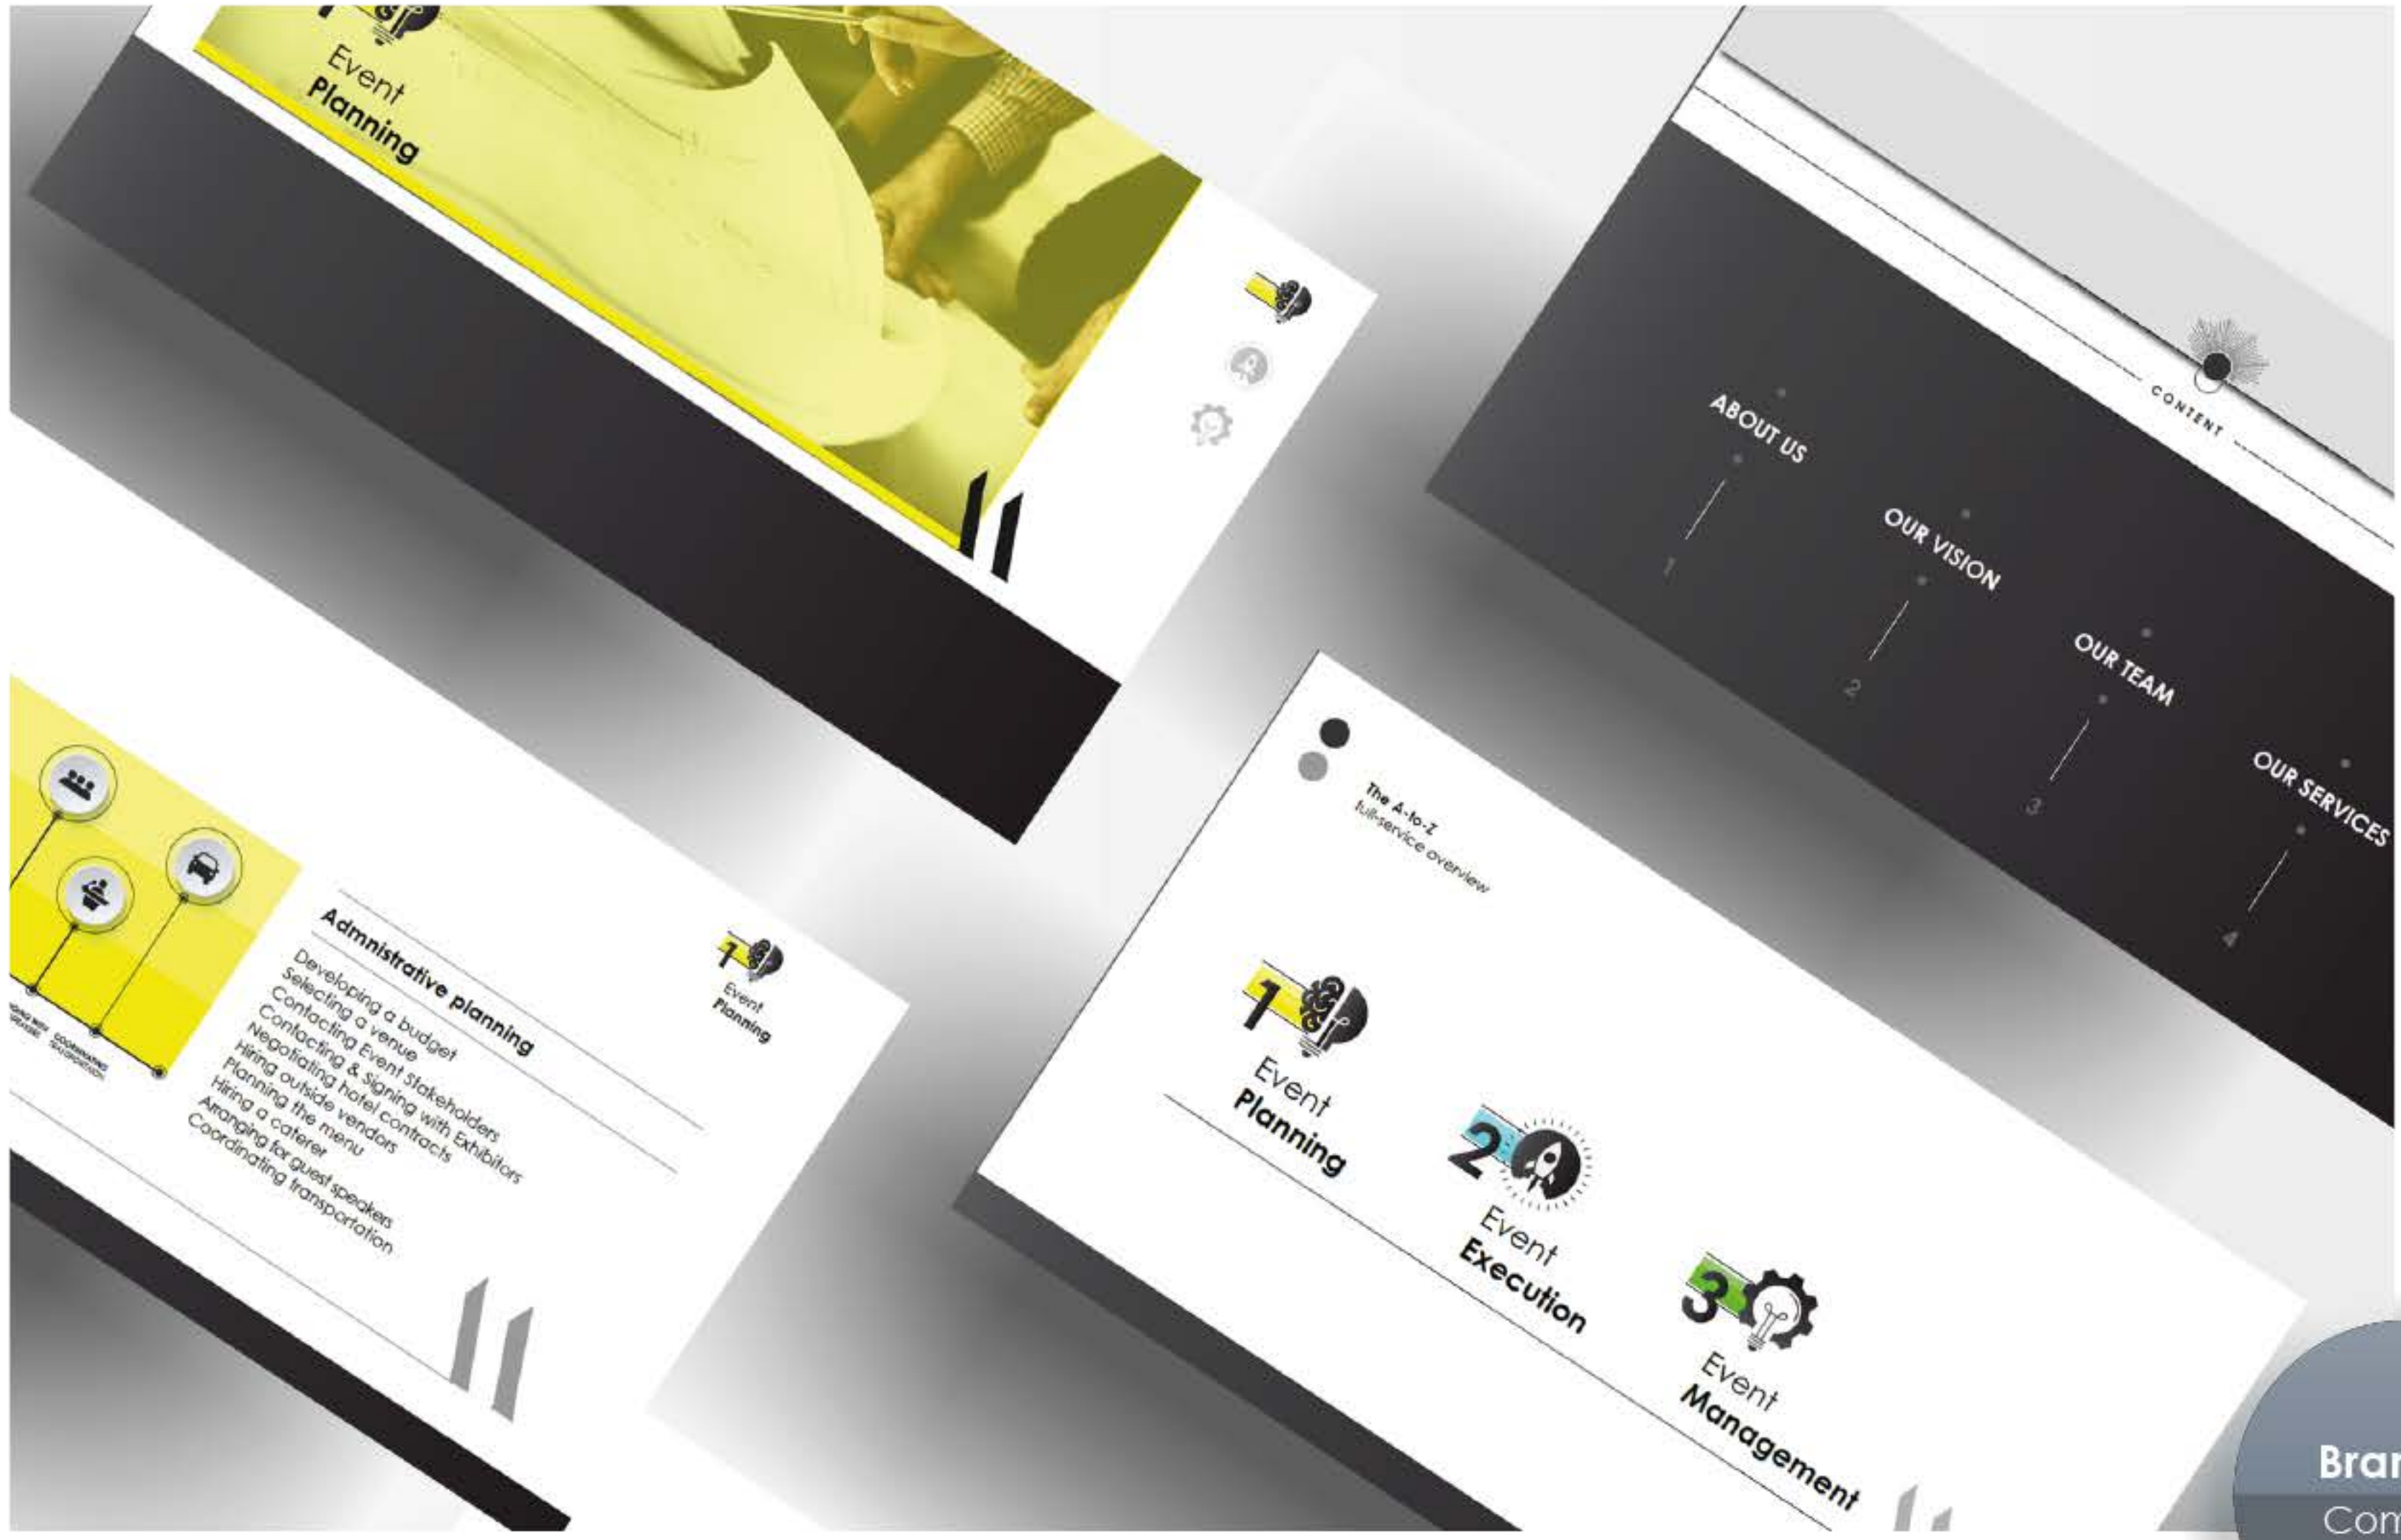 Event
Planning
CONTENT
ABOUT US
1
OUR VISION
2
OUR TEAM
3
OUR SERVICES
4
Admnistrative planning
Developing a budget
Selecting a venue
Contacting Event Stakeholders
Contacting & Signing with Exhibitors
Negotiating hotel contracts
Hiring outside vendors
Planning the menu
Hiring a caterer
Arranging for guest speakers
Coordinating transportation
1
Event
Planning
COORDINATING
TRANSPORTATION
The A-to-Z
full-service overview
1
Event
Planning
2
Event
Execution
3
Event
Management